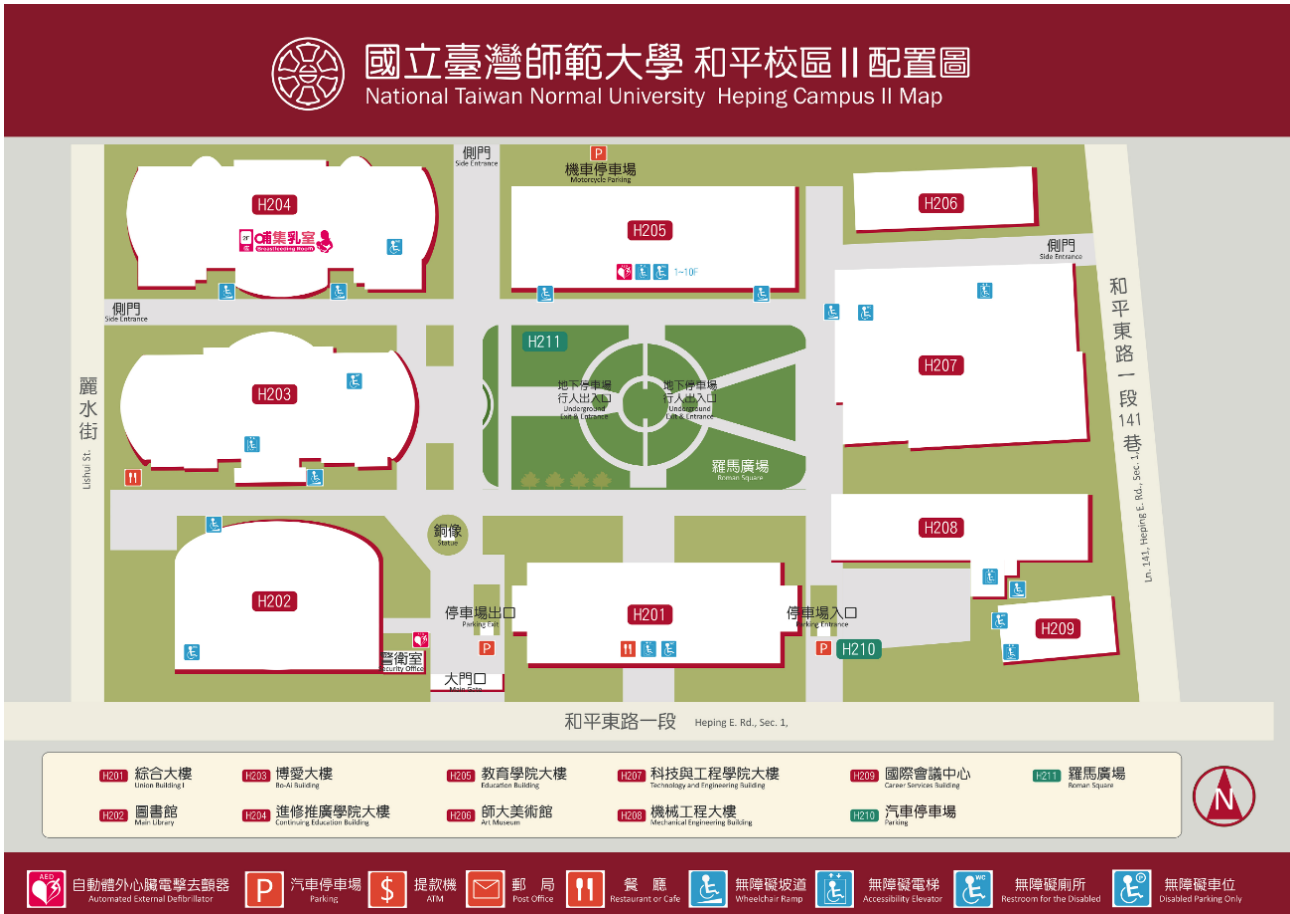 國立臺灣師範大學 和平校區 II 配置圖
National Taiwan Normal University Heping Campus II Map
側門
Side Entrance
P
機車停車場
Motorcycle Parking
H204
2F
哺集乳室
Breastfeeding Room
H205
1~10F
H206
側門
Side Entrance
側門
Side Entrance
和平東路一段141巷
Ln. 141, Heping E. Rd., Sec. 1,
麗水街
Lishui St.
H203
H211
地下停車場
行人出入口
Underground
Exit & Entrance
地下停車場
行人出入口
Underground
Exit & Entrance
羅馬廣場
Roman Square
H207
H208
銅像
Statue
H202
停車場出口
Parking Exit
P
H201
停車場入口
Parking Entrance
P
H210
H209
警衛室
Security Office
大門口
Main Gate
和平東路一段 Heping E. Rd., Sec. 1,
H201 綜合大樓
Union Building I
H203 博愛大樓
Bo-Ai Building
H205 教育學院大樓
Education Building
H207 科技與工程學院大樓
Technology and Engineering Building
H209 國際會議中心
Career Services Building
H211 羅馬廣場
Roman Square
H202 圖書館
Main Library
H204 進修推廣學院大樓
Continuing Education Building
H206 師大美術館
Art Museum
H208 機械工程大樓
Mechanical Engineering Building
H210 汽車停車場
Parking
N
AED
自動體外心臟電擊去顫器
Automated External Defibrillator
P
汽車停車場
Parking
$
提款機
ATM
郵 局
Post Office
餐 廳
Restaurant or Cafe
無障礙坡道
Wheelchair Ramp
無障礙電梯
Accessibility Elevator
WC
無障礙廁所
Restroom for the Disabled
P
無障礙車位
Disabled Parking Only